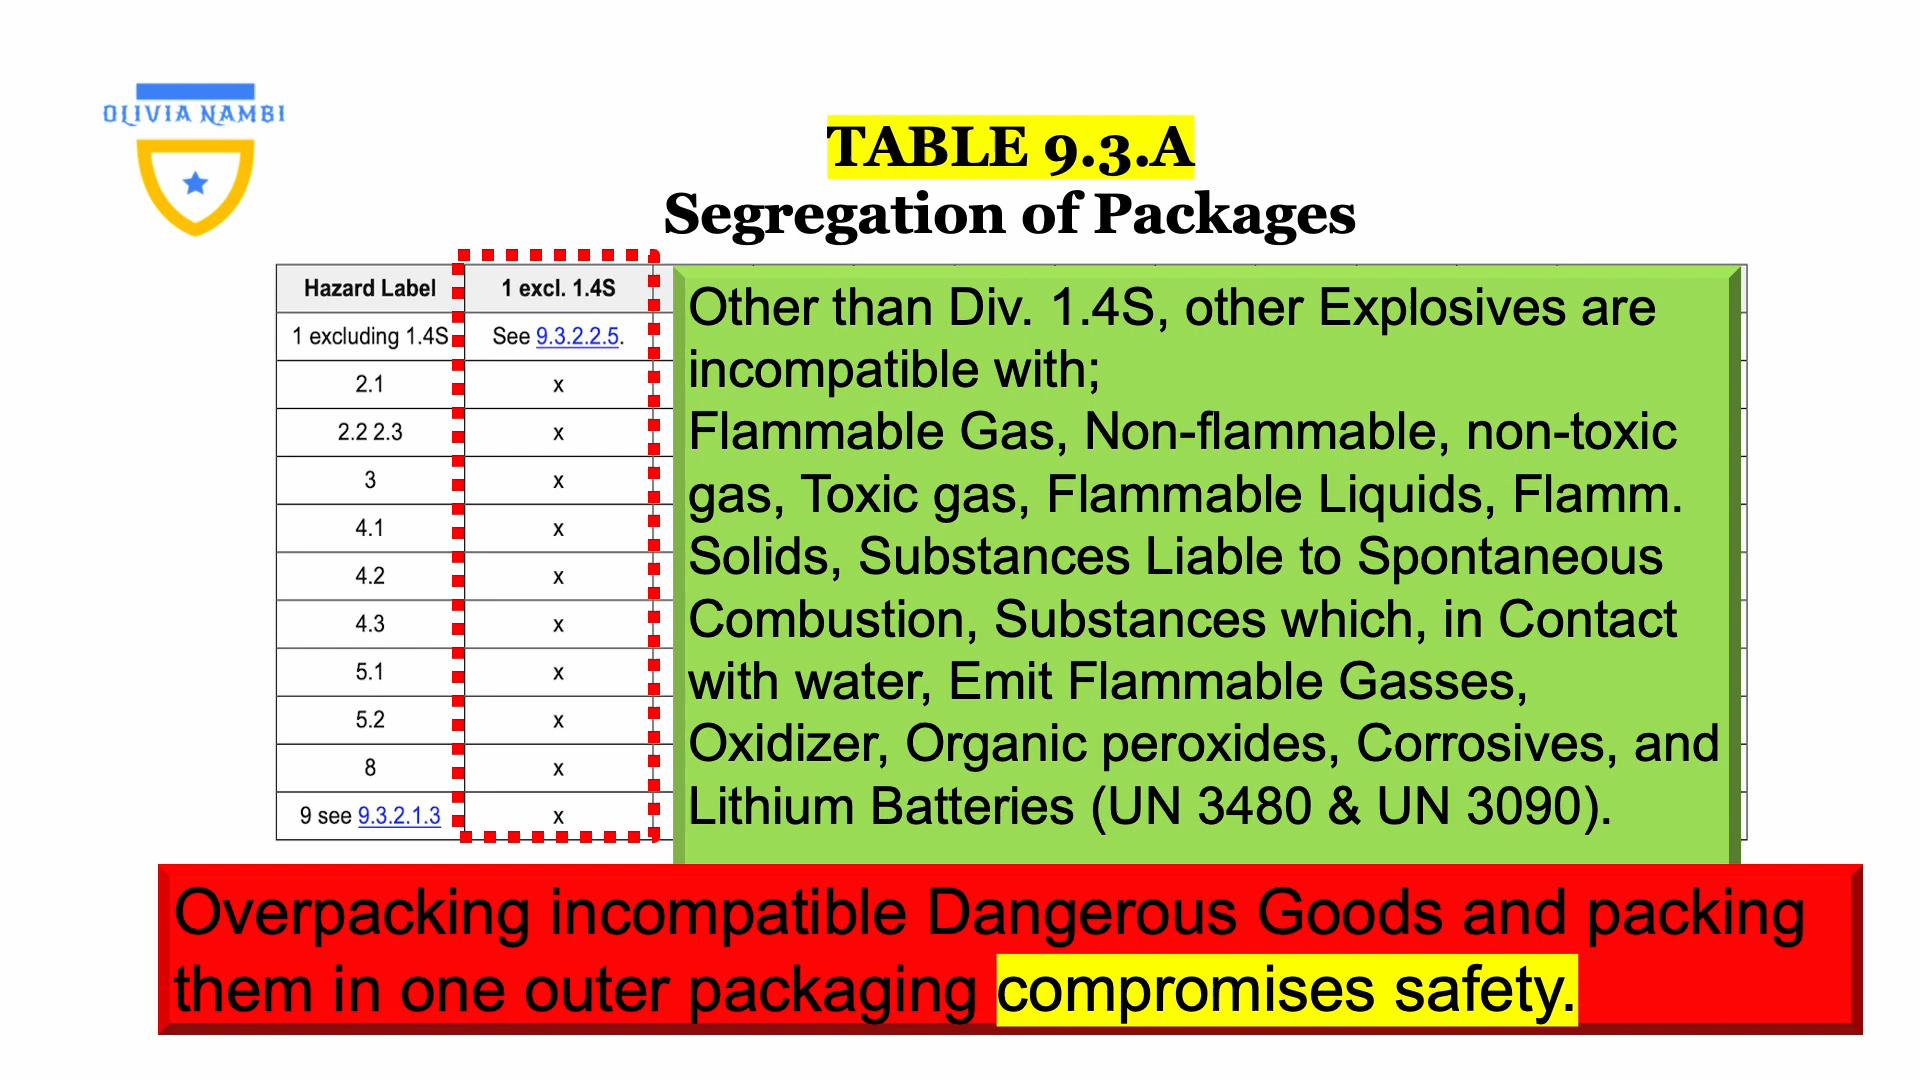 OLIVIA NAMBI
TABLE 9.3.A
Segregation of Packages
Hazard Label 1 excl. 1.4S
1 excluding 1.4S See 9.3.2.2.5.
2.1 x
2.2 2.3 x
3 x
4.1 x
4.2 x
4.3 x
5.1 x
5.2 x
8 x
9 see 9.3.2.1.3 x
Other than Div. 1.4S, other Explosives are
incompatible with;
Flammable Gas, Non-flammable, non-toxic
gas, Toxic gas, Flammable Liquids, Flamm.
Solids, Substances Liable to Spontaneous
Combustion, Substances which, in Contact
with water, Emit Flammable Gasses,
Oxidizer, Organic peroxides, Corrosives, and
Lithium Batteries (UN 3480 & UN 3090).
Overpacking incompatible Dangerous Goods and packing
them in one outer packaging compromises safety.